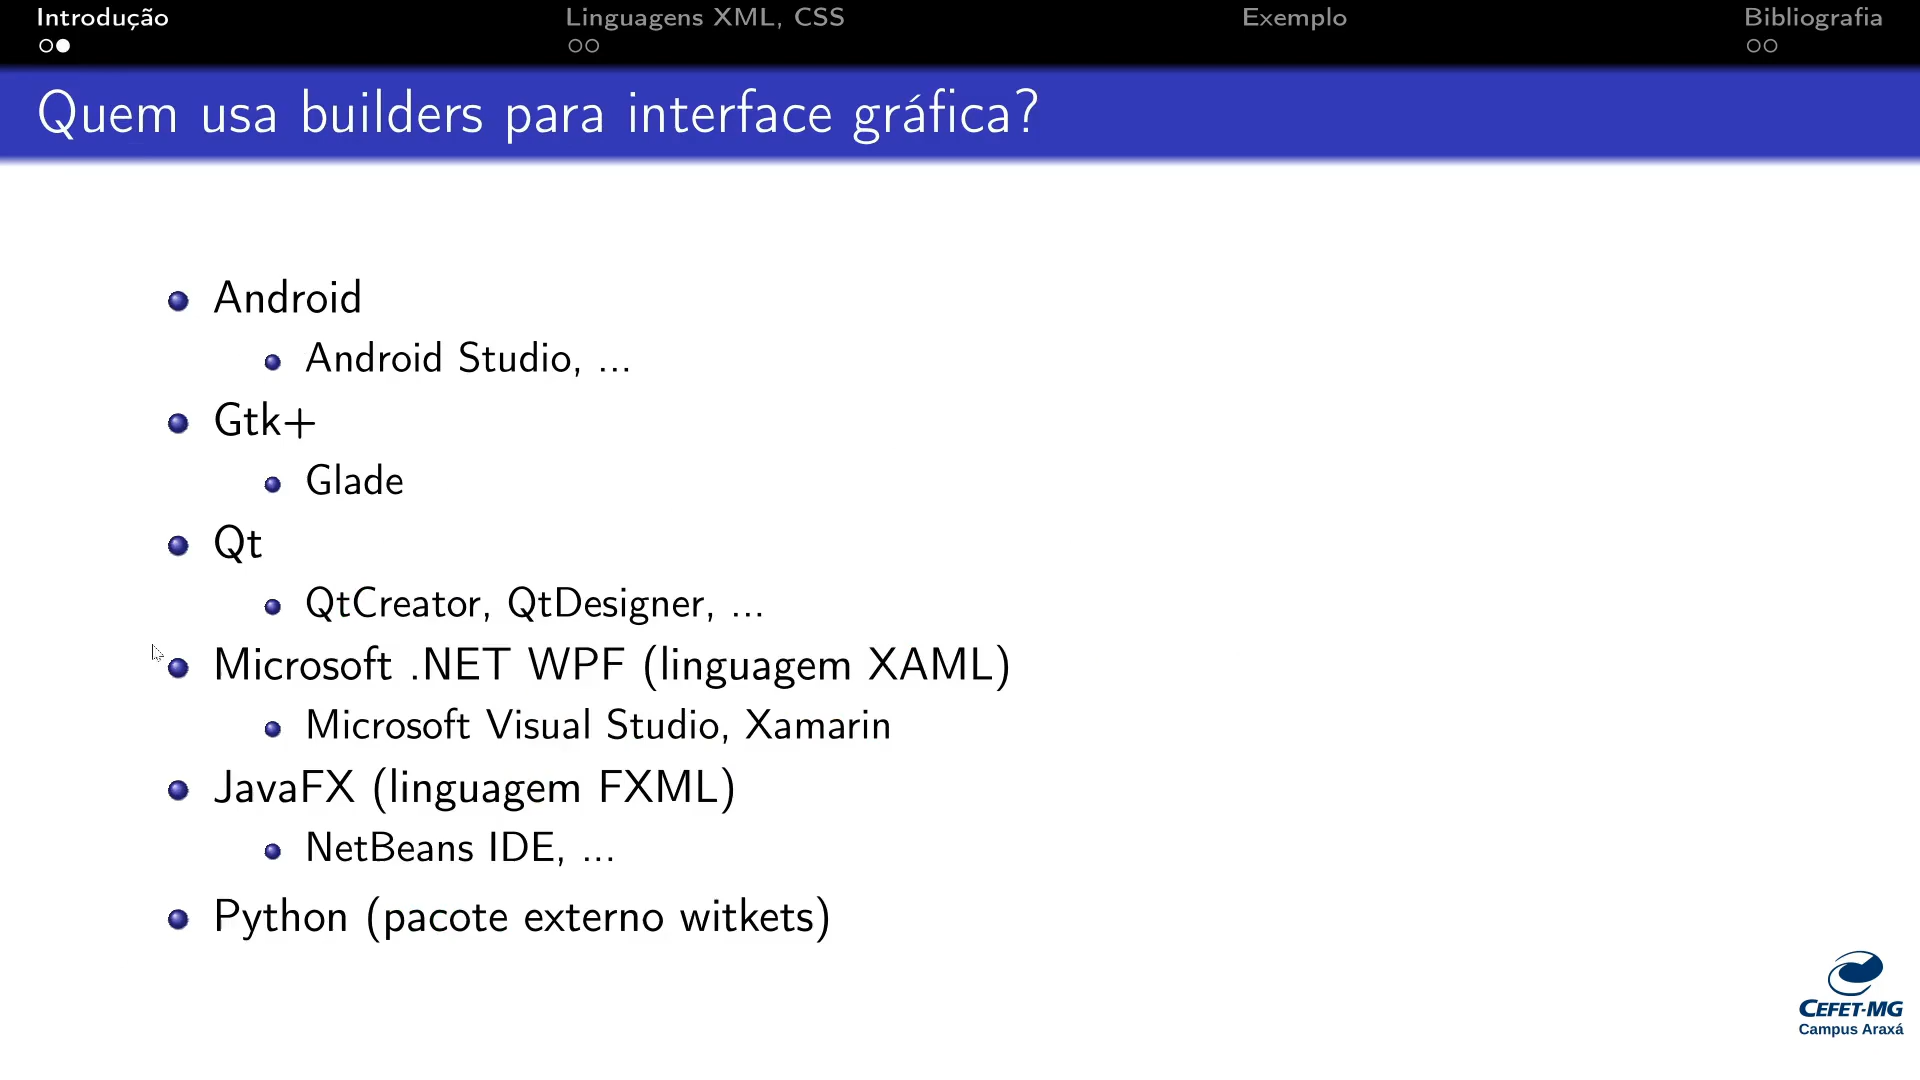 Introdução
Linguagens XML, CSS
Exemplo
Bibliografia
Quem usa builders para interface gráfica?
Android
Android Studio, ...
Gtk+
Glade
Qt
QtCreator, QtDesigner, ...
Microsoft .NET WPF (linguagem XAML)
Microsoft Visual Studio, Xamarin
JavaFX (linguagem FXML)
NetBeans IDE, ...
Python (pacote externo witkets)
CEFET-MG
Campus Araxá